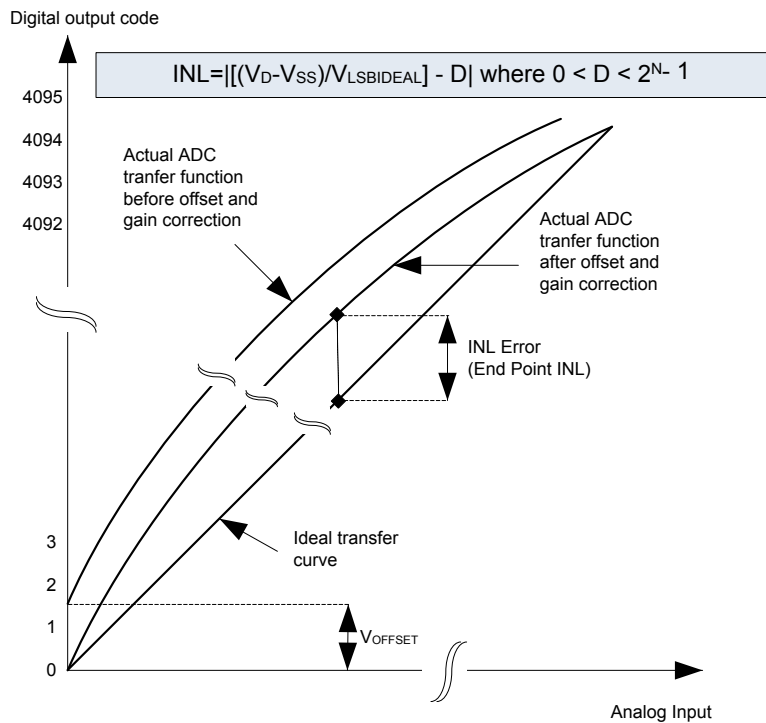 Digital output code
INL=|[(VD-VSS)/VLSBIDEAL] - D| where 0 < D < 2^N - 1
4095
4094
4093
4092
Actual ADC
tranfer function
before offset and
gain correction
Actual ADC
tranfer function
after offset and
gain correction
INL Error
(End Point INL)
Ideal transfer
curve
3
2
1
0
VOFFSET
Analog Input